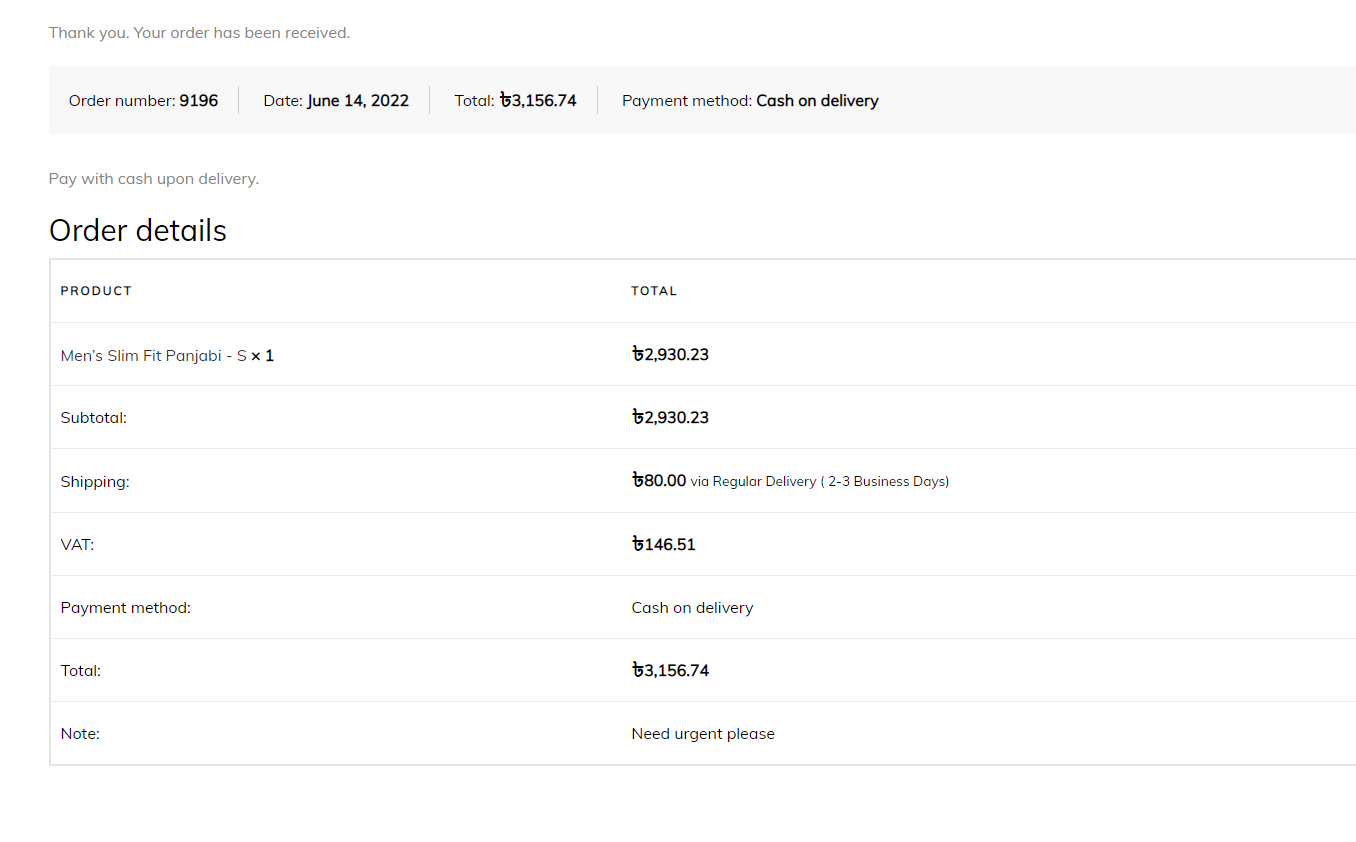 Thank you. Your order has been received.
Order number: 9196 Date: June 14, 2022 Total: ৳3,156.74 Payment method: Cash on delivery
Pay with cash upon delivery.
Order details
PRODUCT TOTAL
Men's Slim Fit Panjabi - S × 1 ৳2,930.23
Subtotal: ৳2,930.23
Shipping: ৳80.00 via Regular Delivery ( 2-3 Business Days)
VAT: ৳146.51
Payment method: Cash on delivery
Total: ৳3,156.74
Note: Need urgent please